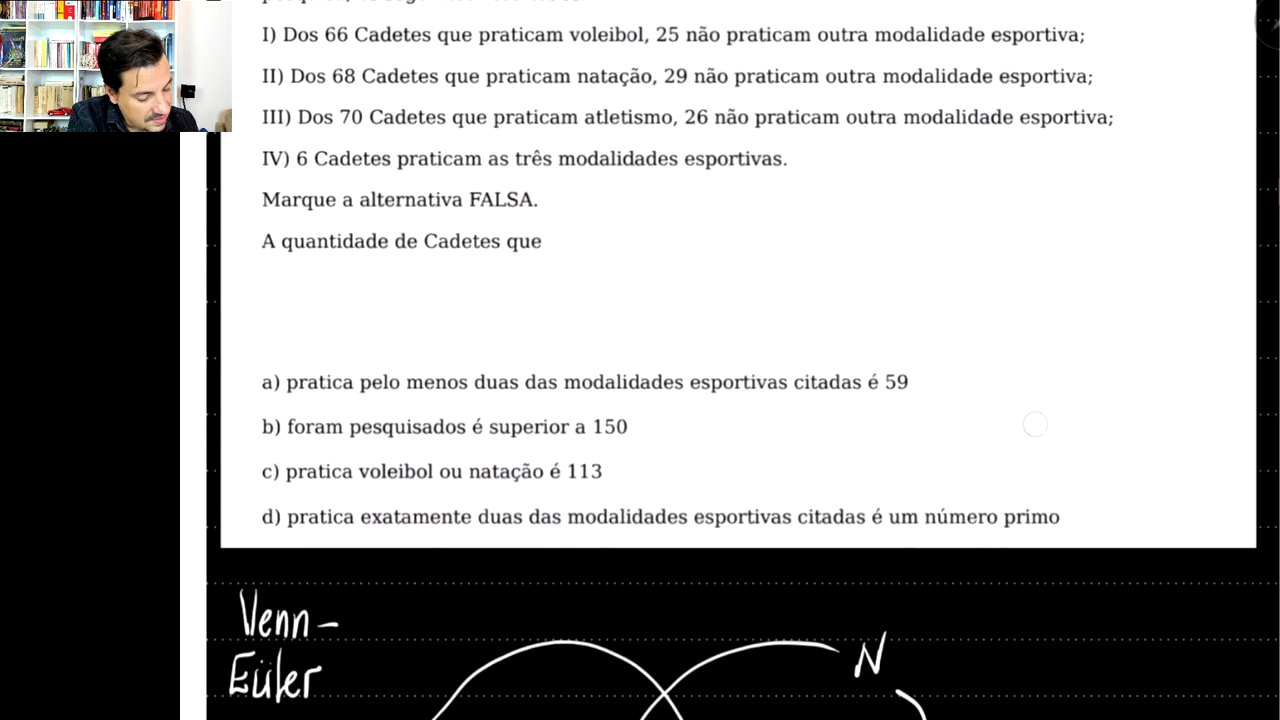 I) Dos 66 Cadetes que praticam voleibol, 25 não praticam outra modalidade esportiva;
II) Dos 68 Cadetes que praticam natação, 29 não praticam outra modalidade esportiva;
III) Dos 70 Cadetes que praticam atletismo, 26 não praticam outra modalidade esportiva;
IV) 6 Cadetes praticam as três modalidades esportivas.
Marque a alternativa FALSA.
A quantidade de Cadetes que
a) pratica pelo menos duas das modalidades esportivas citadas é 59
b) foram pesquisados é superior a 150
c) pratica voleibol ou natação é 113
d) pratica exatamente duas das modalidades esportivas citadas é um número primo
Venn -
Euler
N